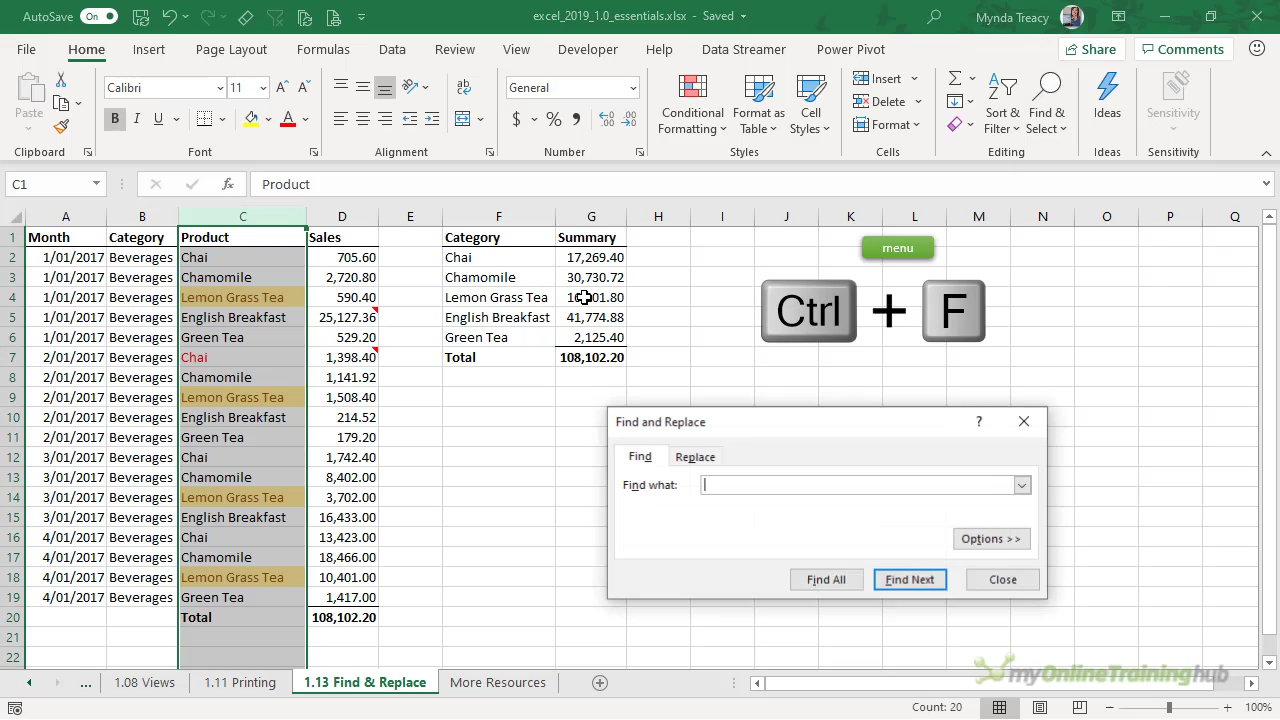 AutoSave On excel_2019_1.0_essentials.xlsx - Saved Mynda Treacy
File Home Insert Page Layout Formulas Data Review View Developer Help Data Streamer Power Pivot Share Comments
Paste Calibri 11 A A ab General Conditional Formatting Format as Table Cell Styles Insert Delete Format Sort & Filter Find & Select Ideas Sensitivity
B I U A $ % ,
Clipboard Font Alignment Number Styles Cells Editing Ideas Sensitivity
C1 fx Product
A B C D E F G H I J K L M N O P Q
1 Month Category Product Sales Category Summary
2 1/01/2017 Beverages Chai 705.60 Chai 17,269.40
3 1/01/2017 Beverages Chamomile 2,720.80 Chamomile 30,730.72
4 1/01/2017 Beverages Lemon Grass Tea 590.40 Lemon Grass Tea
5 1/01/2017 Beverages English Breakfast 25,127.36 English Breakfast 41,774.88
6 1/01/2017 Beverages Green Tea 529.20 Green Tea 2,125.40
7 2/01/2017 Beverages Chai 1,398.40 Total 108,102.20
8 2/01/2017 Beverages Chamomile 1,141.92
9 2/01/2017 Beverages Lemon Grass Tea 1,508.40
10 2/01/2017 Beverages English Breakfast 214.52
11 2/01/2017 Beverages Green Tea 179.20
12 3/01/2017 Beverages Chai 1,742.40
13 3/01/2017 Beverages Chamomile 8,402.00
14 3/01/2017 Beverages Lemon Grass Tea 3,702.00
15 3/01/2017 Beverages English Breakfast 16,433.00
16 4/01/2017 Beverages Chai 13,423.00
17 4/01/2017 Beverages Chamomile 18,466.00
18 4/01/2017 Beverages Lemon Grass Tea 10,401.00
19 4/01/2017 Beverages Green Tea 1,417.00
20 Total 108,102.20
21
22
menu
Ctrl + F
Find and Replace ?
Find Replace
Find what:
Options >>
Find All Find Next Close
... 1.08 Views 1.11 Printing 1.13 Find & Replace More Resources
myOnlineTraininghub
Count: 20 100%